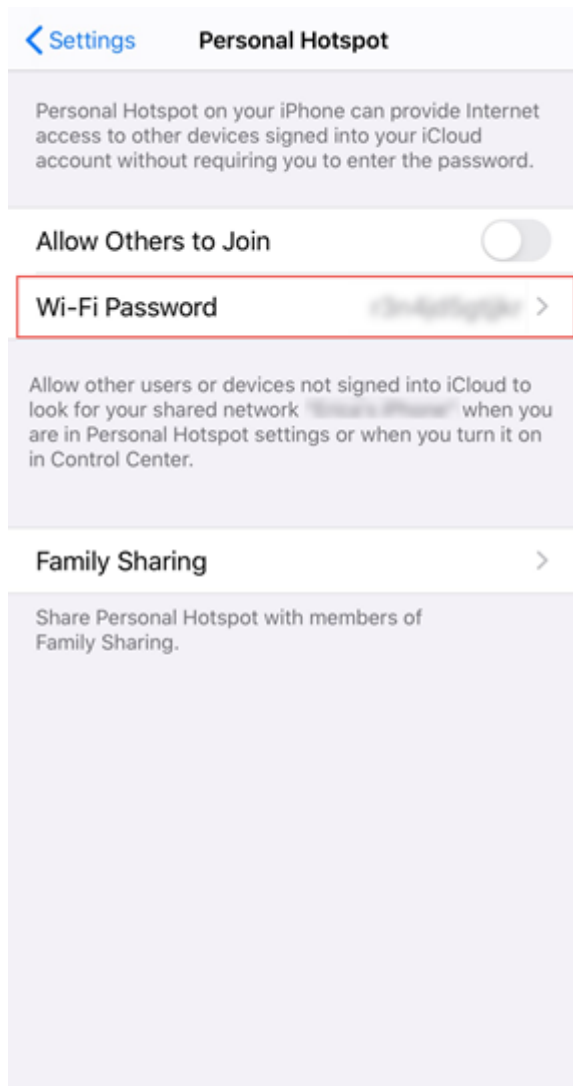 Settings Personal Hotspot
Personal Hotspot on your iPhone can provide Internet
access to other devices signed into your iCloud
account without requiring you to enter the password.
Allow Others to Join
Wi-Fi Password
Allow other users or devices not signed into iCloud to
look for your shared network when you
are in Personal Hotspot settings or when you turn it on
in Control Center.
Family Sharing
Share Personal Hotspot with members of
Family Sharing.